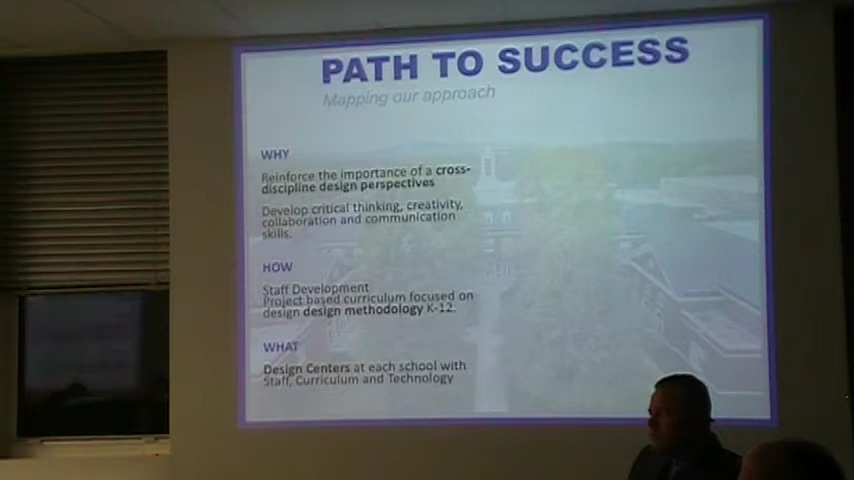 PATH TO SUCCESS
Mapping our approach
WHY
Reinforce the importance of a cross-
discipline design perspectives
Develop critical thinking, creativity,
collaboration and communication
skills.
HOW
Staff Development
Project based curriculum focused on
design design methodology K-12.
WHAT
Design Centers at each school with
Staff, Curriculum and Technology